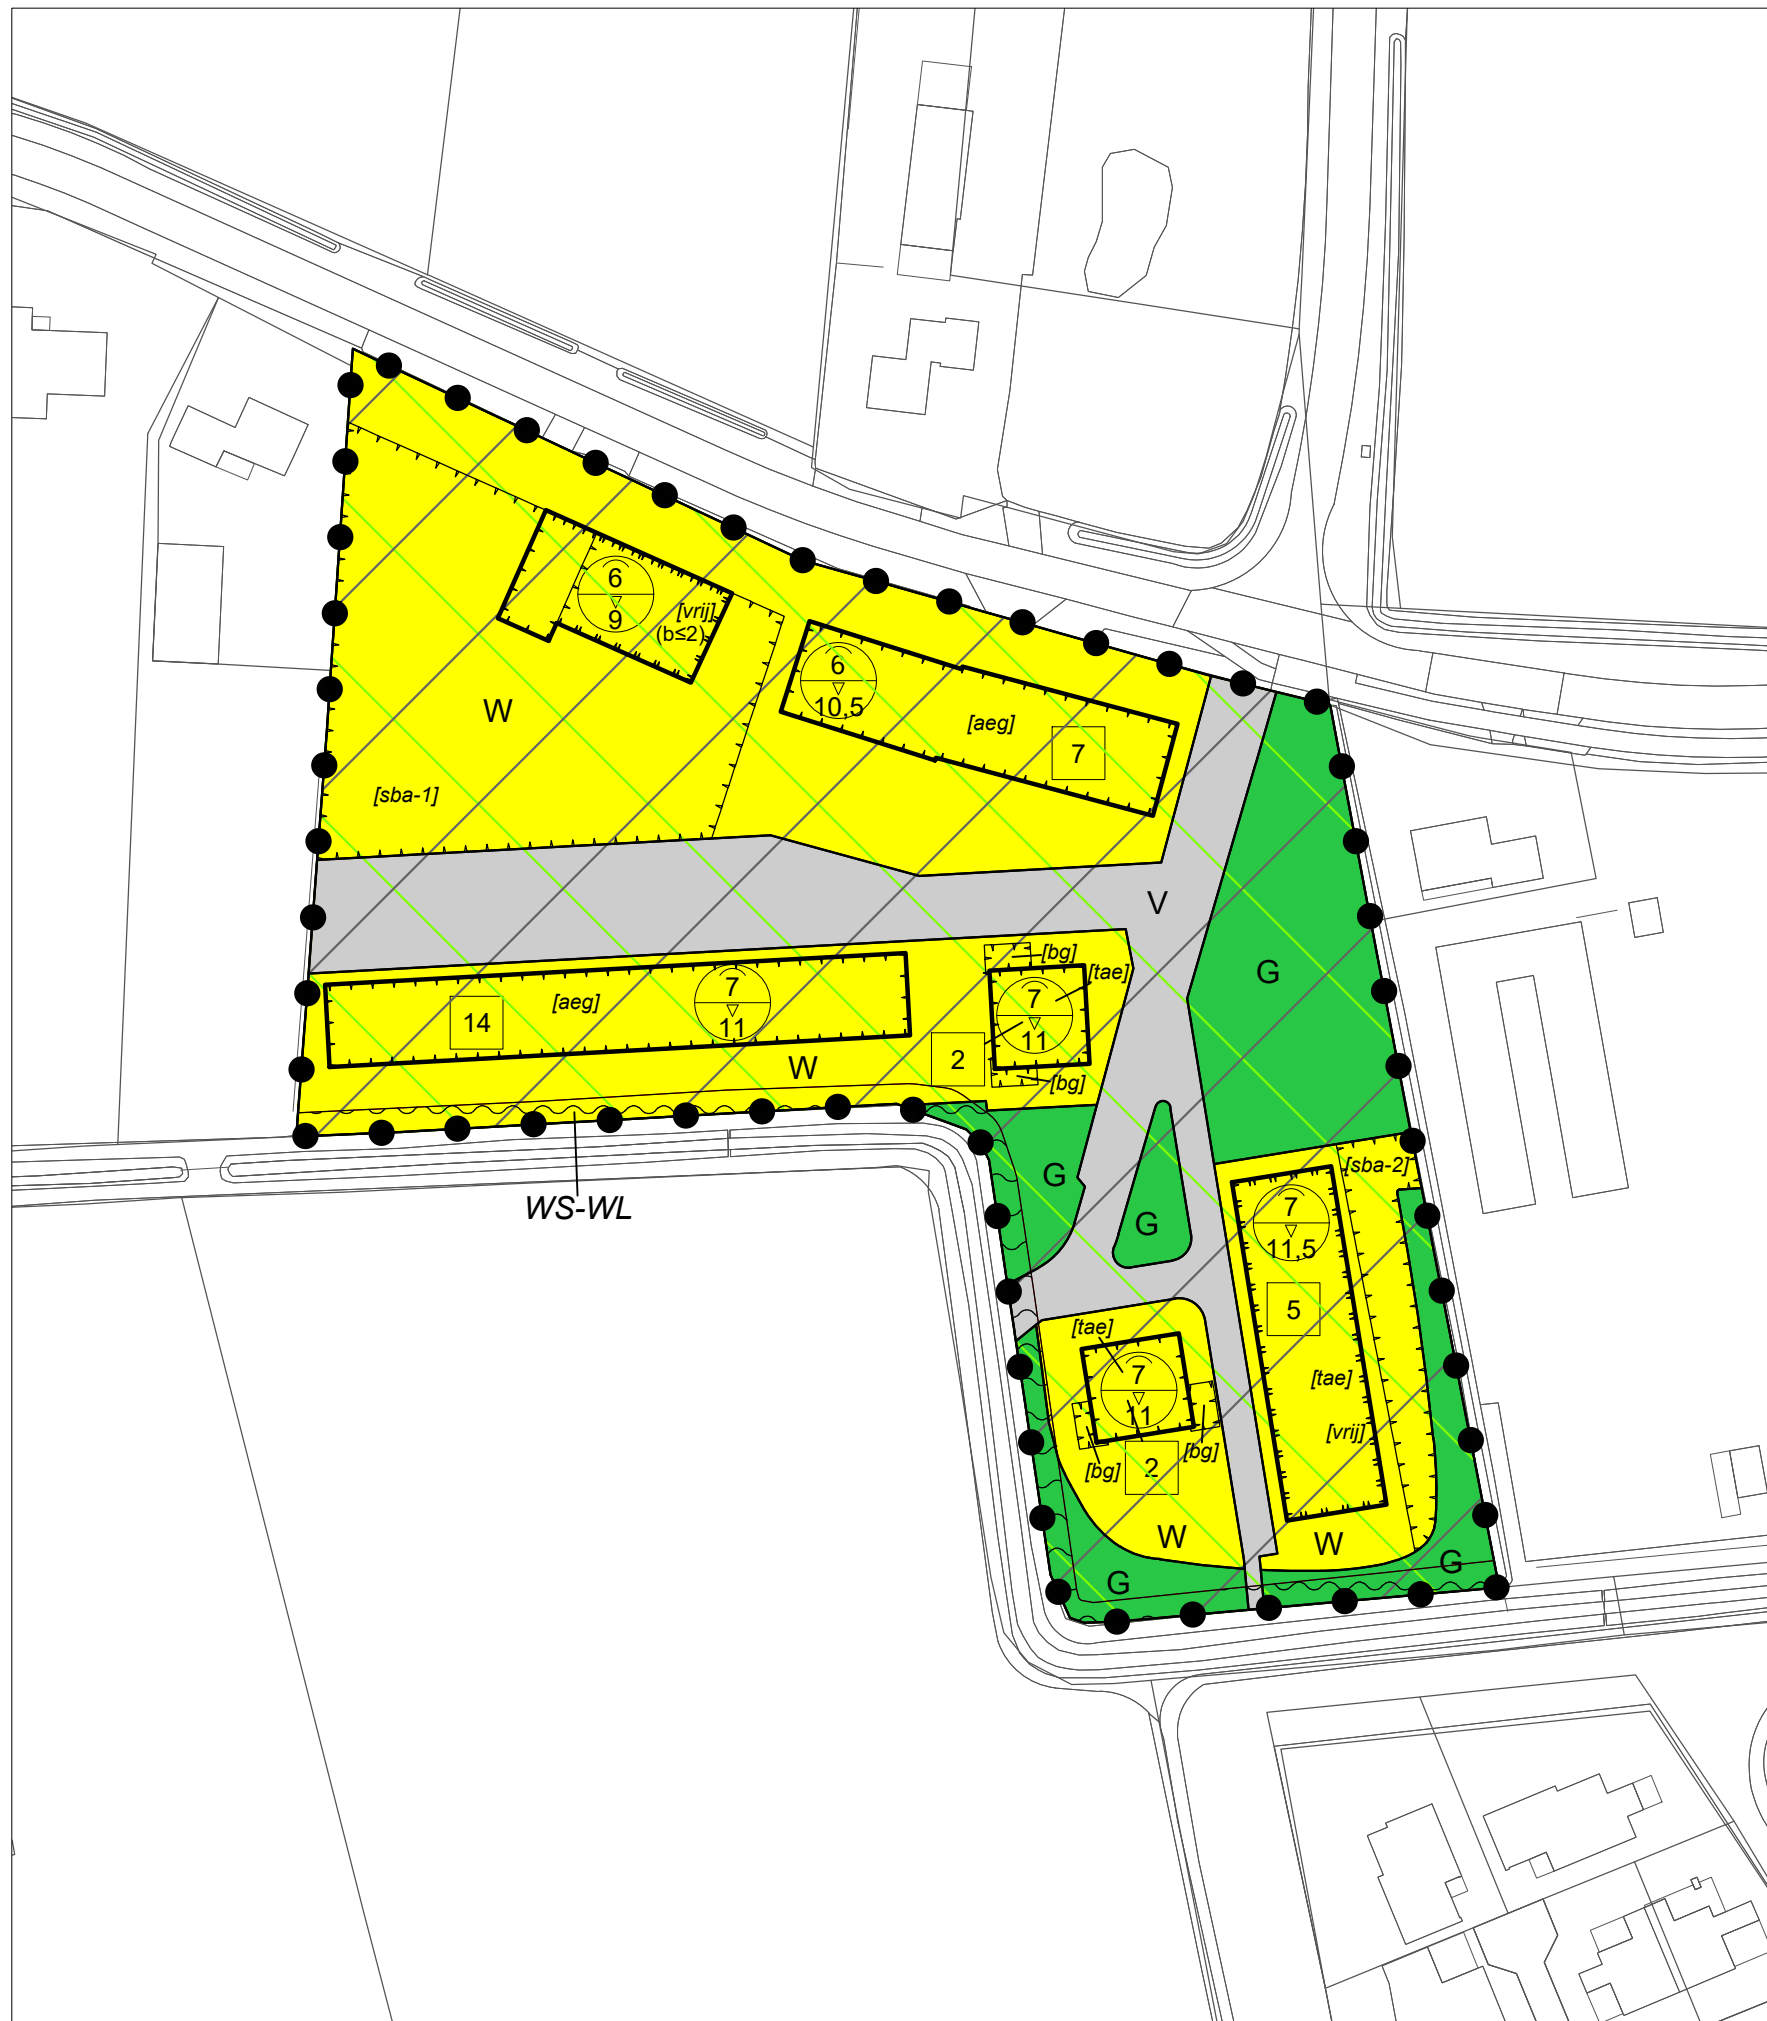 6
9
[vrij]
(b≤2)
6
10,5
[aeg]
7
W
[sba-1]
V
G
[bg]
[tae]
7
11
2
[bg]
[aeg]
14
7
11
W
WS-WL
G
G
[sba-2]
7
11,5
5
[tae]
[vrij]
W
[tae]
7
11
[bg]
2
[bg]
W
G
G